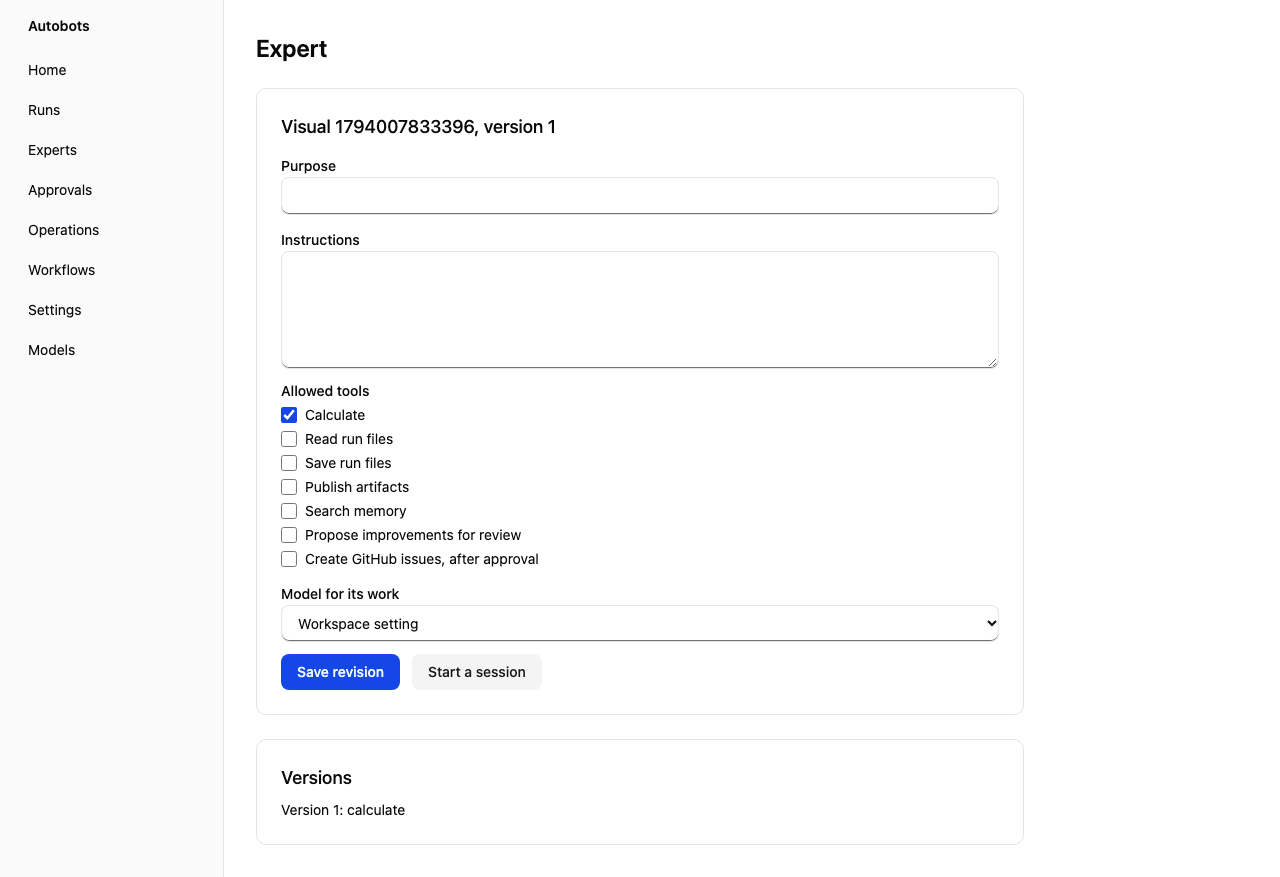 Autobots
Home
Runs
Experts
Approvals
Operations
Workflows
Settings
Models
Expert
Visual 1794007833396, version 1
Purpose
Instructions
Allowed tools
Calculate
Read run files
Save run files
Publish artifacts
Search memory
Propose improvements for review
Create GitHub issues, after approval
Model for its work
Workspace setting
Save revision
Start a session
Versions
Version 1: calculate